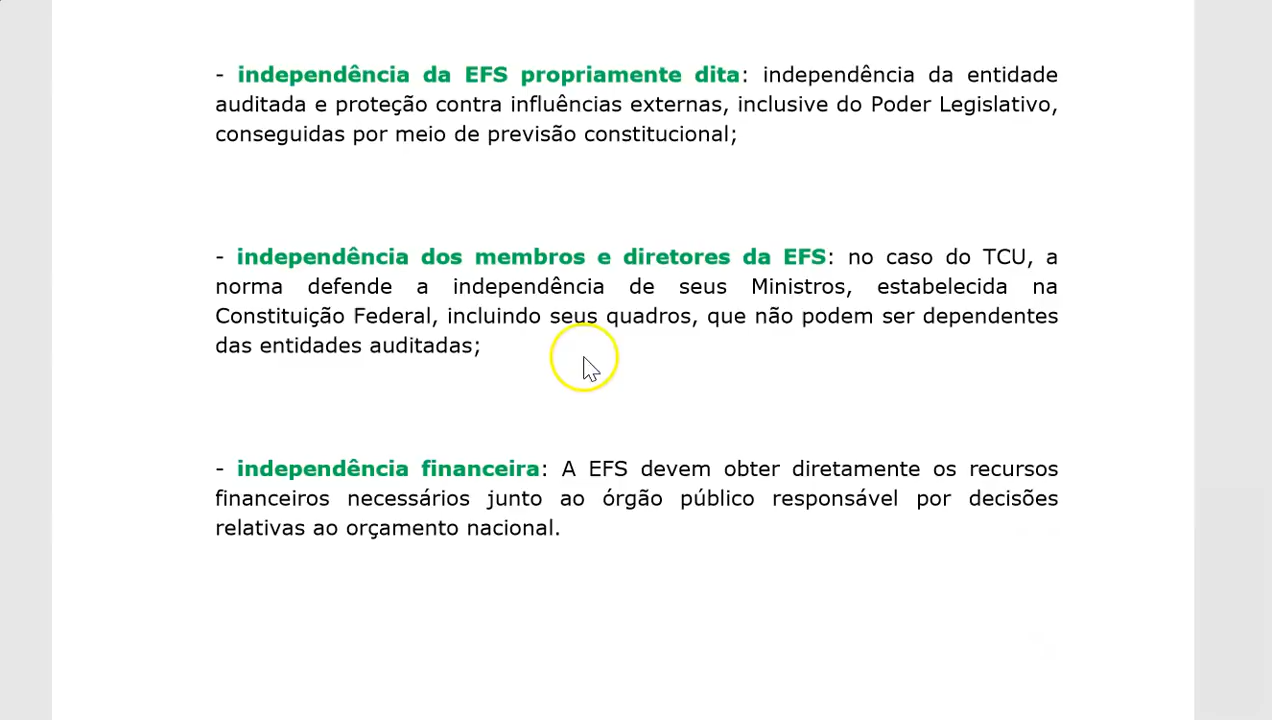 - independência da EFS propriamente dita: independência da entidade
auditada e proteção contra influências externas, inclusive do Poder Legislativo,
conseguidas por meio de previsão constitucional;
- independência dos membros e diretores da EFS: no caso do TCU, a
norma defende a independência de seus Ministros, estabelecida na
Constituição Federal, incluindo seus quadros, que não podem ser dependentes
das entidades auditadas;
- independência financeira: A EFS devem obter diretamente os recursos
financeiros necessários junto ao órgão público responsável por decisões
relativas ao orçamento nacional.